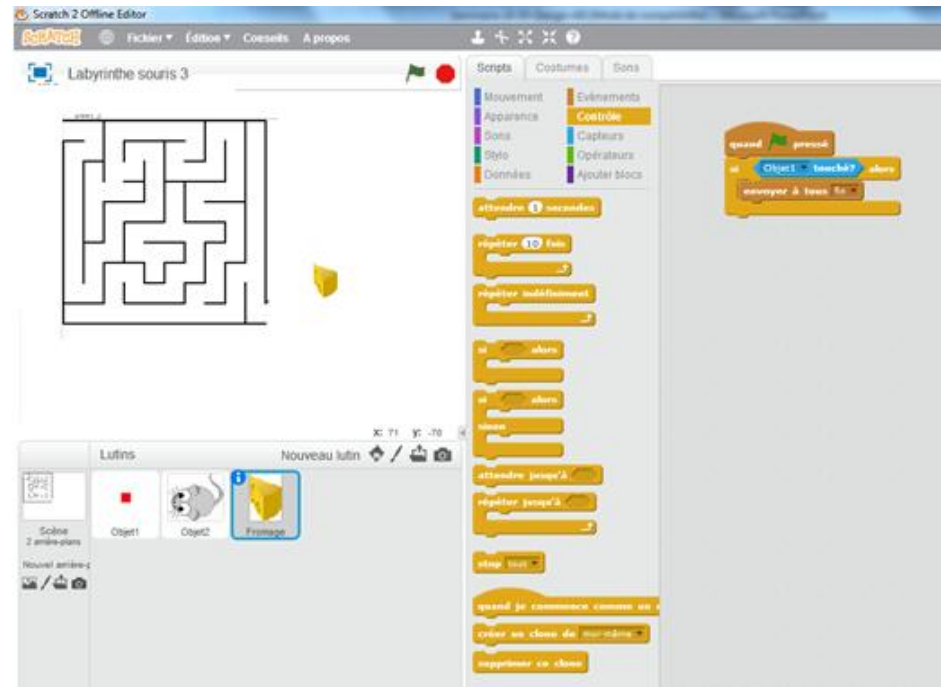 Scratch 2 Offline Editor
SCRATCH Fichier Édition Conseils A propos
Labyrinthe souris 3
X: 71 y: -70
Lutins Nouveau lutin
Scène
2 arrière-plans
Nouvel arrière-p
Objet1
Objet2
Fromage
Scripts Costumes Sons
Mouvement Evènements
Apparence Contrôle
Sons Capteurs
Stylo Opérateurs
Données Ajouter blocs
attendre 1 secondes
répéter 10 fois
répéter indéfiniment
si alors
si alors
sinon
attendre jusqu'à
répéter jusqu'à
stop tout
quand je commence comme un
créer un clone de moi-même
supprimer ce clone
quand pressé
si Objet1 touché? alors
envoyer à tous fin